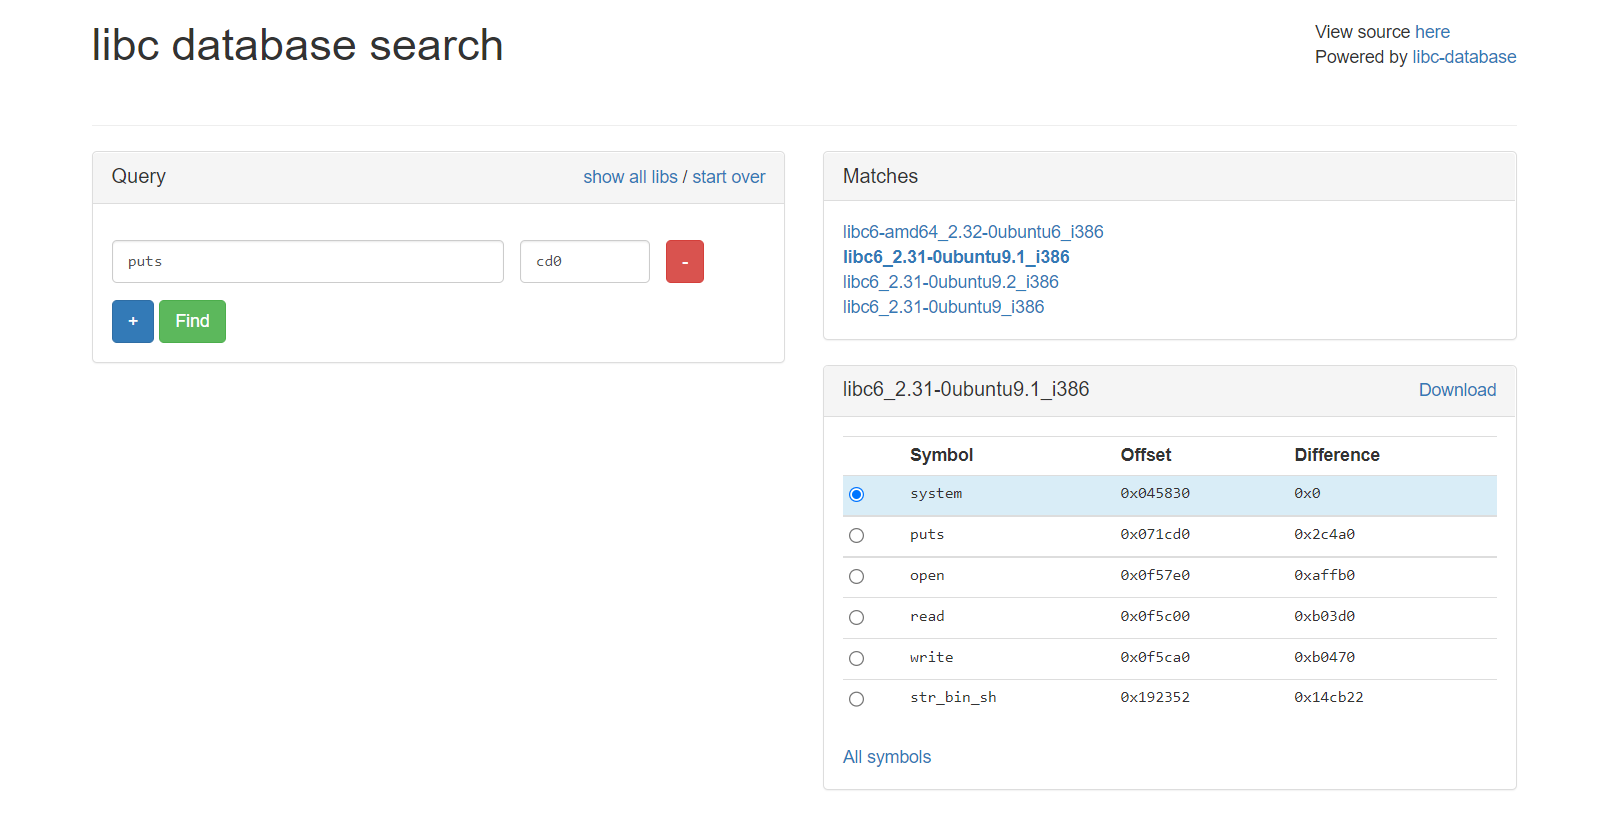 libc database search
View source here
Powered by libc-database
Query show all libs / start over
puts cd0 -
+ Find
Matches
libc6-amd64_2.32-0ubuntu6_i386
libc6_2.31-0ubuntu9.1_i386
libc6_2.31-0ubuntu9.2_i386
libc6_2.31-0ubuntu9_i386
libc6_2.31-0ubuntu9.1_i386 Download
Symbol Offset Difference
system 0x045830 0x0
puts 0x071cd0 0x2c4a0
open 0x0f57e0 0xaffb0
read 0x0f5c00 0xb03d0
write 0x0f5ca0 0xb0470
str_bin_sh 0x192352 0x14cb22
All symbols